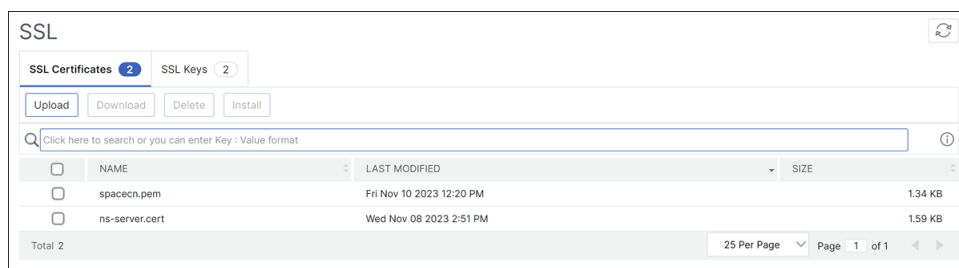 SSL
SSL Certificates 2 SSL Keys 2
Upload Download Delete Install
Click here to search or you can enter Key : Value format
NAME LAST MODIFIED SIZE
spacecn.pem Fri Nov 10 2023 12:20 PM 1.34 KB
ns-server.cert Wed Nov 08 2023 2:51 PM 1.59 KB
Total 2 25 Per Page Page 1 of 1